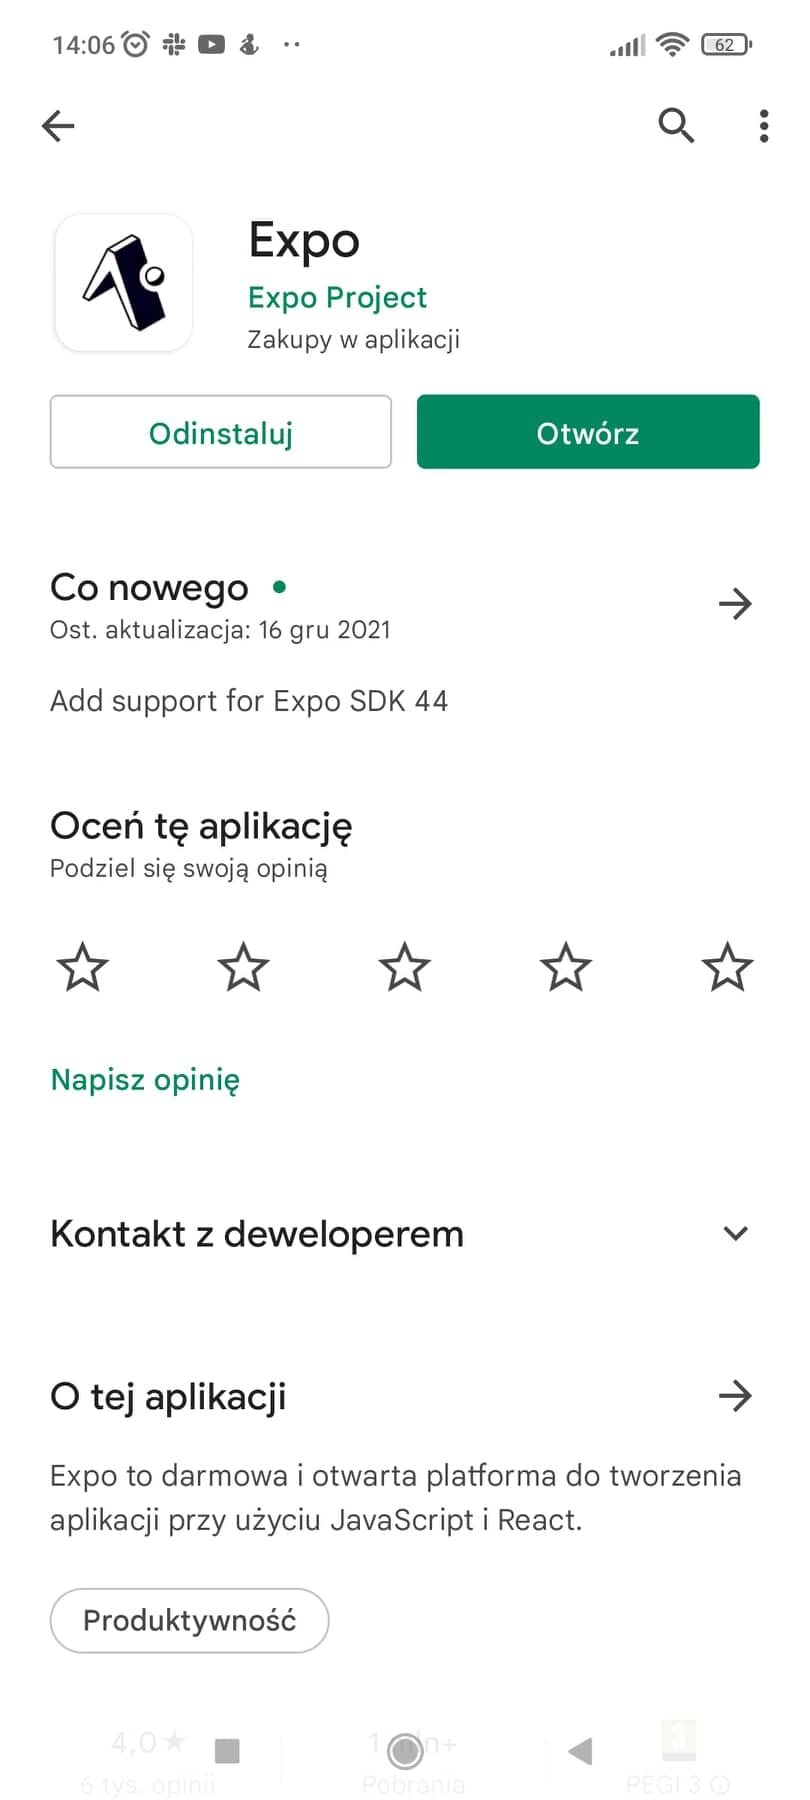 14:06
62
Expo
Expo Project
Zakupy w aplikacji
Odinstaluj
Otwórz
Co nowego
Ost. aktualizacja: 16 gru 2021
Add support for Expo SDK 44
Oceń tę aplikację
Podziel się swoją opinią
Napisz opinię
Kontakt z deweloperem
O tej aplikacji
Expo to darmowa i otwarta platforma do tworzenia
aplikacji przy użyciu JavaScript i React.
Produktywność
4,0 ★
3
6 tys. opinii
Pobrania
PEGI 3